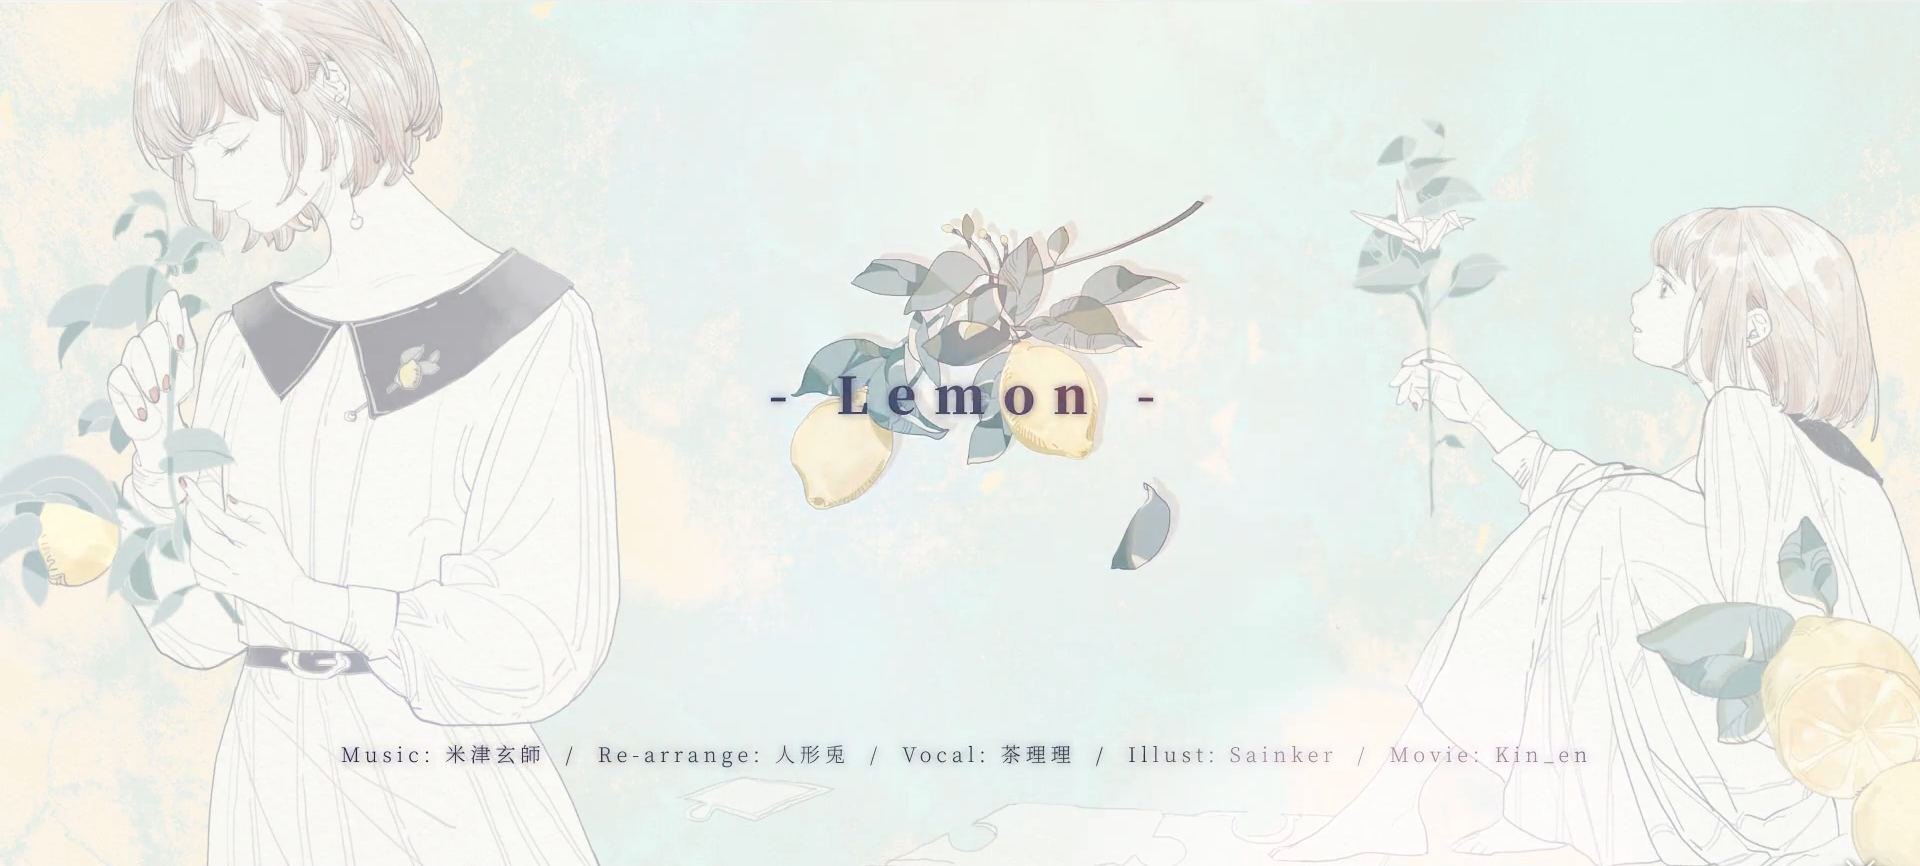 - Lemon -
Music: 米津玄師 / Re-arrange: 人形兎 / Vocal: 茶理理 / Illust: Sainker / Movie: Kin_en